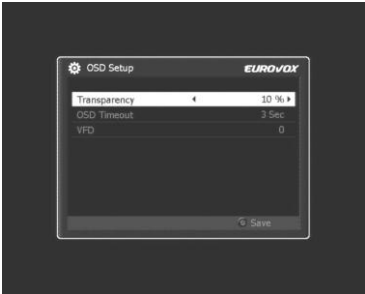 OSD Setup EUROVOX
Transparency 10 %
OSD Timeout 3 Sec
VFD 0
Save